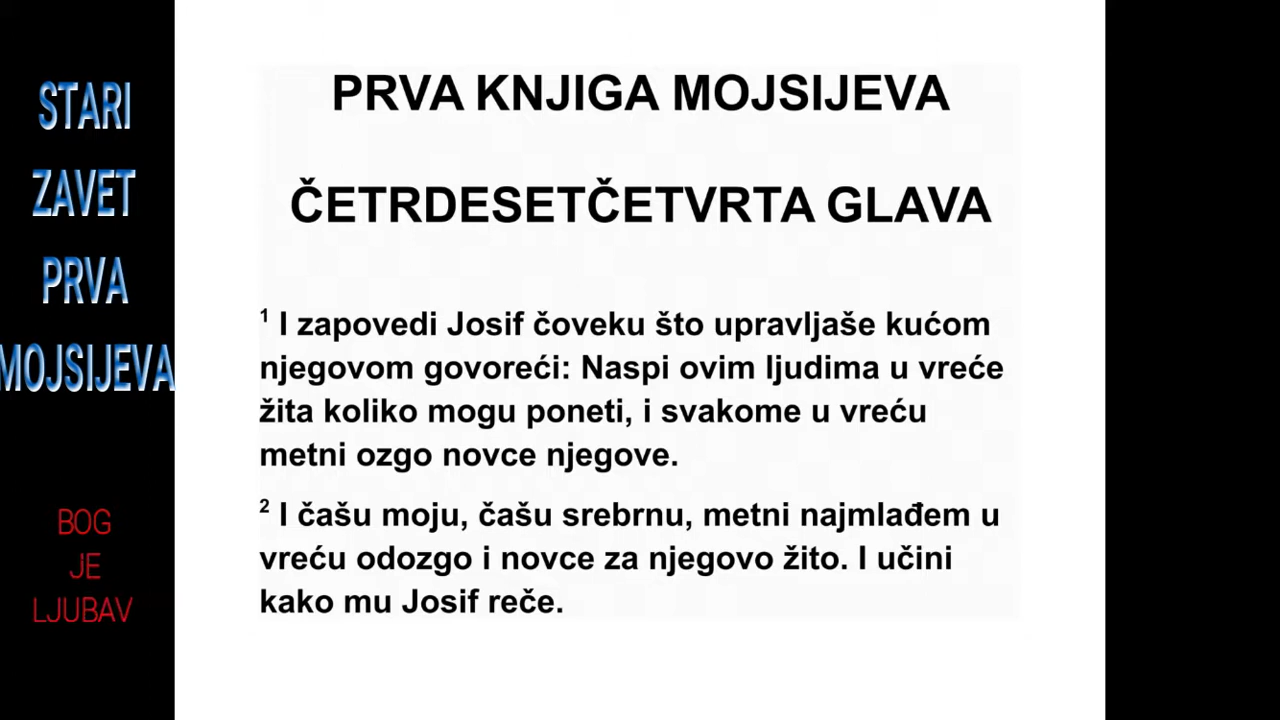 STARI
ZAVET
PRVA
MOJSIJEVA
BOG
JE
LJUBAV
PRVA KNJIGA MOJSIJEVA
ČETRDESETČETVRTA GLAVA
1 I zapovedi Josif čoveku što upravljaše kućom
njegovom govoreći: Naspi ovim ljudima u vreće
žita koliko mogu poneti, i svakome u vreću
metni ozgo novce njegove.
2 I čašu moju, čašu srebrnu, metni najmlađem u
vreću odozgo i novce za njegovo žito. I učini
kako mu Josif reče.